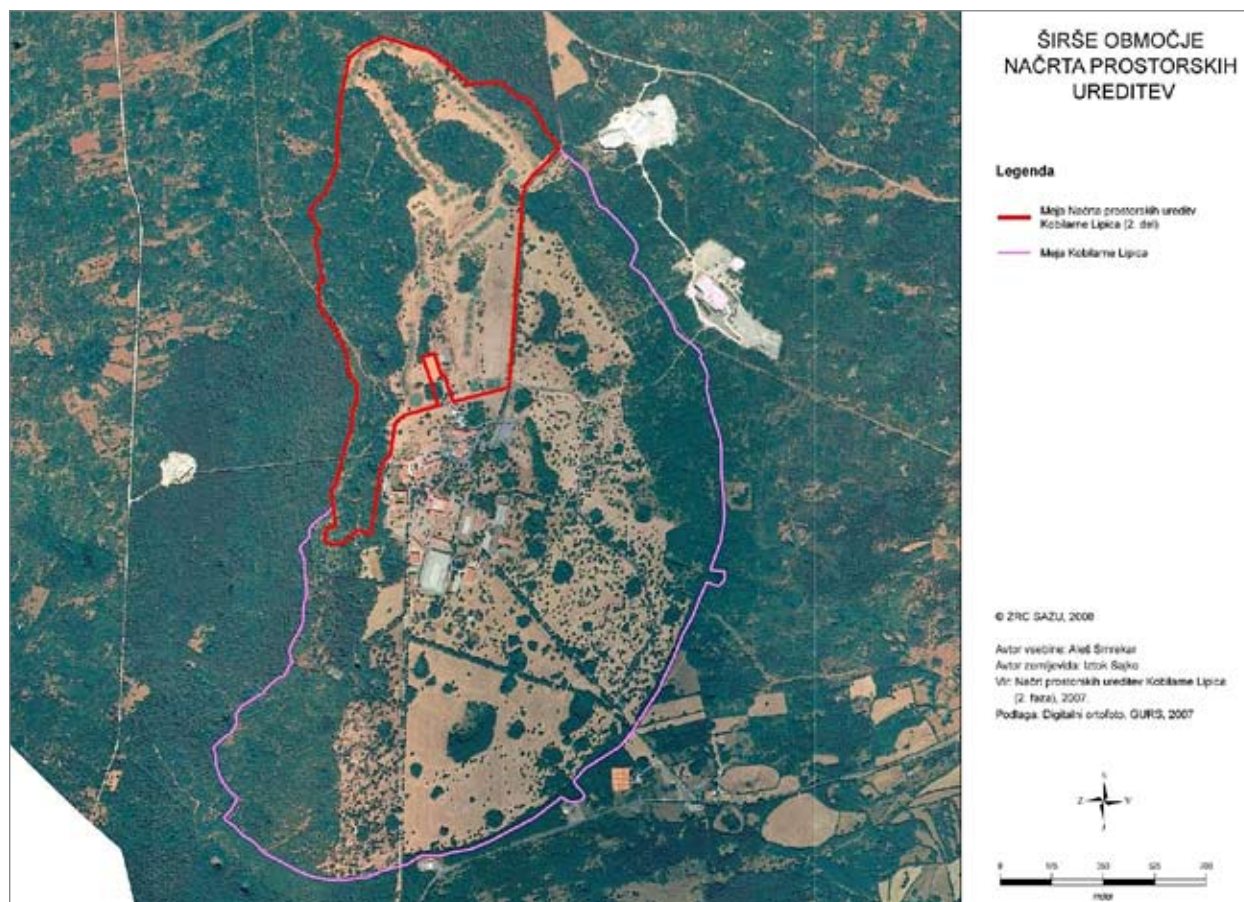 ŠIRŠE OBMOČJE
NAČRTA PROSTORSKIH
UREDITEV
Legenda
Meja Načrta prostorskih ureditev
Kobilarne Lipica (2. del)
Meja Kobilarne Lipica
© ZRC SAZU, 2008
Avtor vsebine: Aleš Smrekar
Avtor zemljevida: Iztok Sajko
Vir: Načrt prostorskih ureditev Kobilarne Lipica
(2. faza), 2007
Podlaga: Digitalni ortofoto, GURS, 2007
S
Z V
J
0